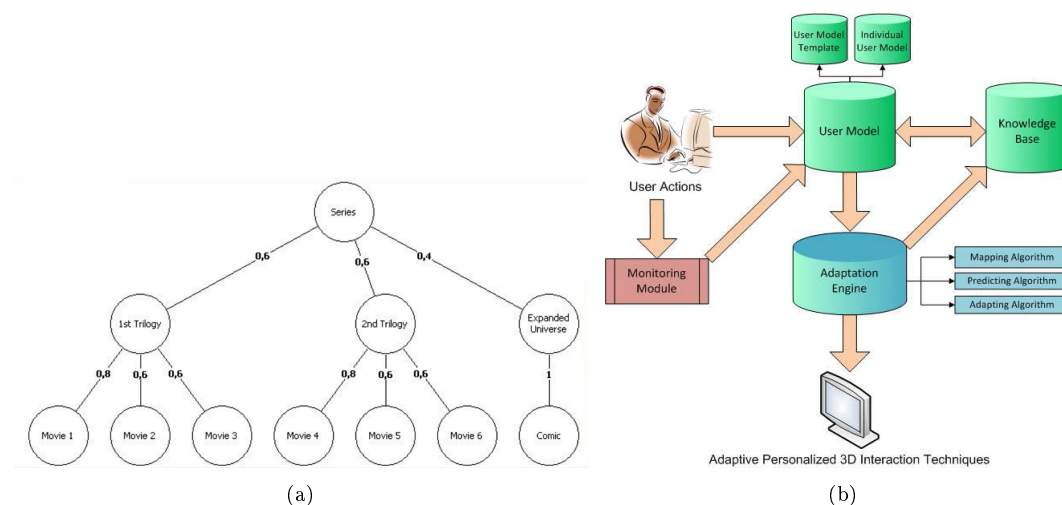 Series
0,6
0,6
0,4
1st Trilogy
2nd Trilogy
Expanded
Universe
0,8
0,6
0,6
0,8
0,6
0,6
1
Movie 1
Movie 2
Movie 3
Movie 4
Movie 5
Movie 6
Comic
(a)
User Model
Template
Individual
User Model
User Actions
User Model
Knowledge
Base
Monitoring
Module
Adaptation
Engine
Mapping Algorithm
Predicting Algorithm
Adapting Algorithm
Adaptive Personalized 3D Interaction Techniques
(b)